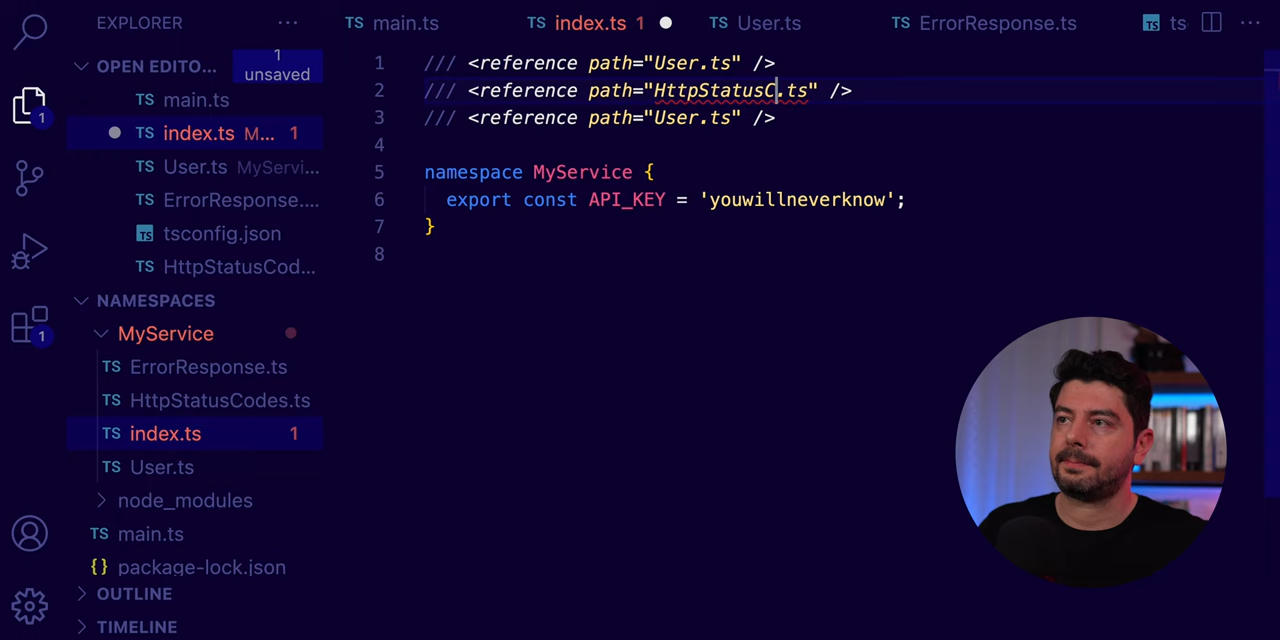 EXPLORER
OPEN EDITO...
1
unsaved
TS main.ts
TS index.ts M... 1
TS User.ts MyServi...
TS ErrorResponse....
TS tsconfig.json
TS HttpStatusCod...
NAMESPACES
MyService
TS ErrorResponse.ts
TS HttpStatusCodes.ts
TS index.ts 1
TS User.ts
node_modules
TS main.ts
{} package-lock.json
OUTLINE
TIMELINE
1
1
TS main.ts
TS index.ts 1
TS User.ts
TS ErrorResponse.ts
TS ts
1 /// <reference path="User.ts" />
2 /// <reference path="HttpStatusC.ts" />
3 /// <reference path="User.ts" />
4
5 namespace MyService {
6 export const API_KEY = 'youwillneverknow';
7 }
8